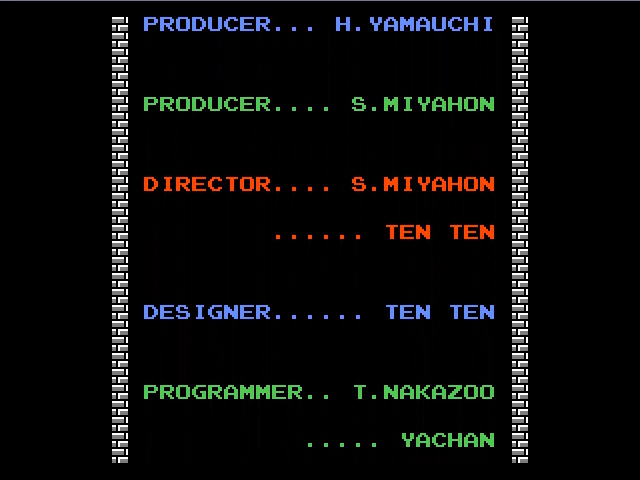 PRODUCER... H.YAMAUCHI
PRODUCER.... S.MIYAHON
DIRECTOR.... S.MIYAHON
...... TEN TEN
DESIGNER...... TEN TEN
PROGRAMMER.. T.NAKAZOO
..... YACHAN